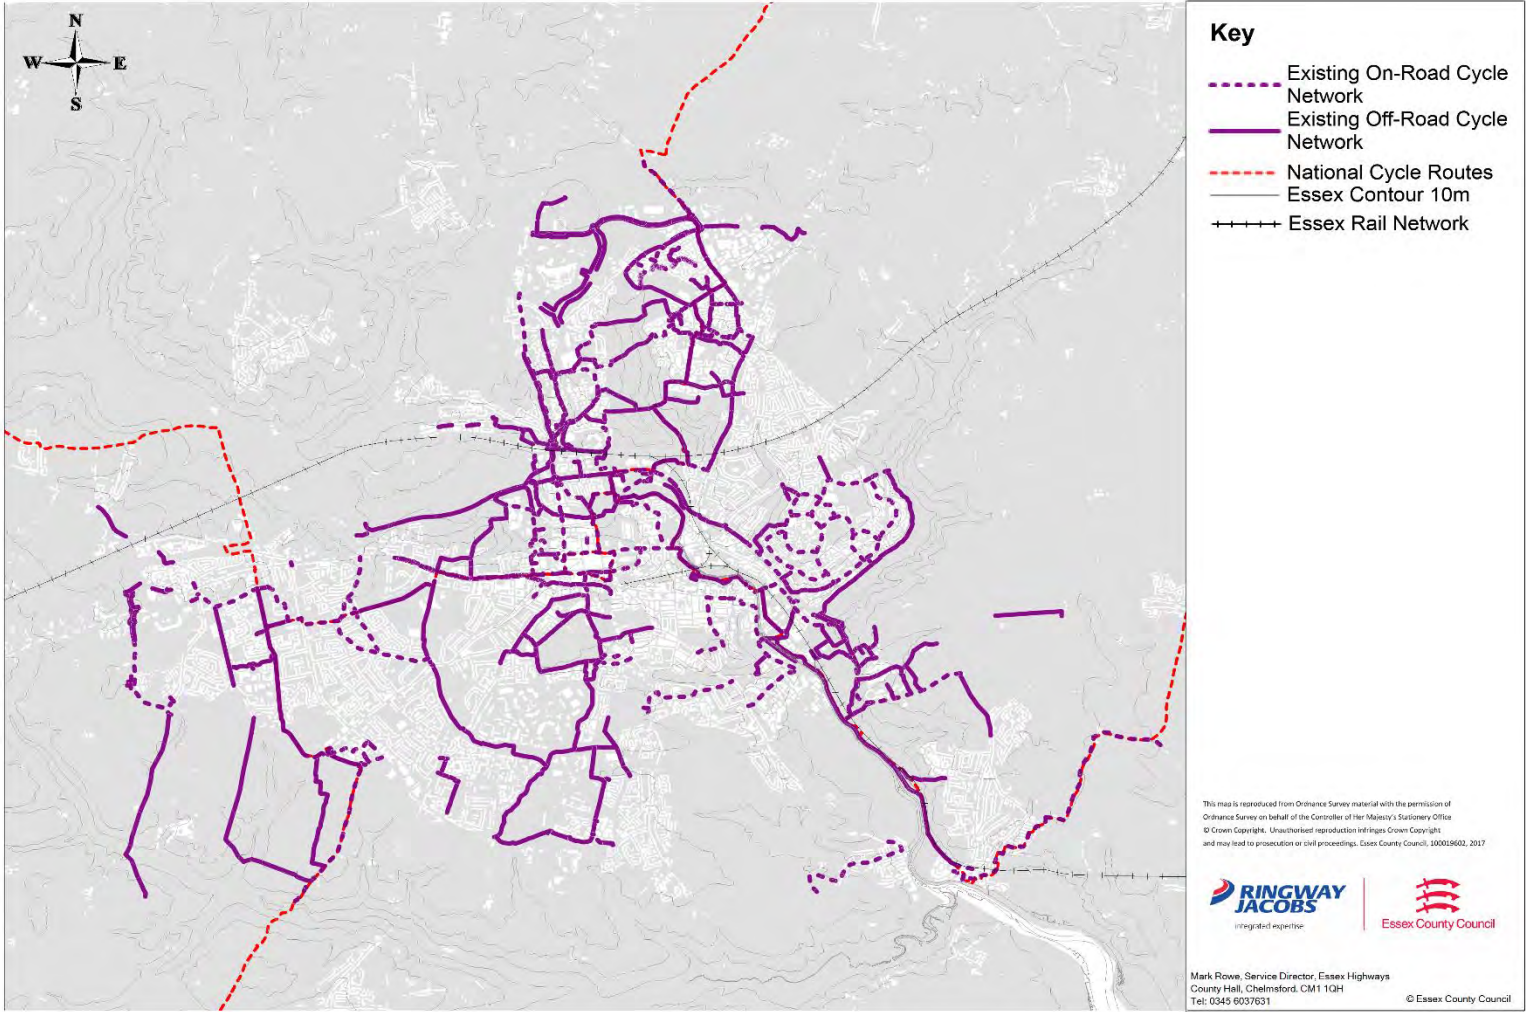 N
W E
S
Key
Existing On-Road Cycle
Network
Existing Off-Road Cycle
Network
National Cycle Routes
Essex Contour 10m
Essex Rail Network
This map is reproduced from Ordnance Survey material with the permission of
Ordnance Survey on behalf of the Controller of Her Majesty's Stationery Office
© Crown Copyright. Unauthorised reproduction infringes Crown Copyright
and may lead to prosecution or civil proceedings. Essex County Council, 100019602, 2017
RINGWAY
JACOBS
integrated expertise
Essex County Council
Mark Rowe, Service Director, Essex Highways
County Hall, Chelmsford. CM1 1QH
Tel: 0345 6037631
© Essex County Council